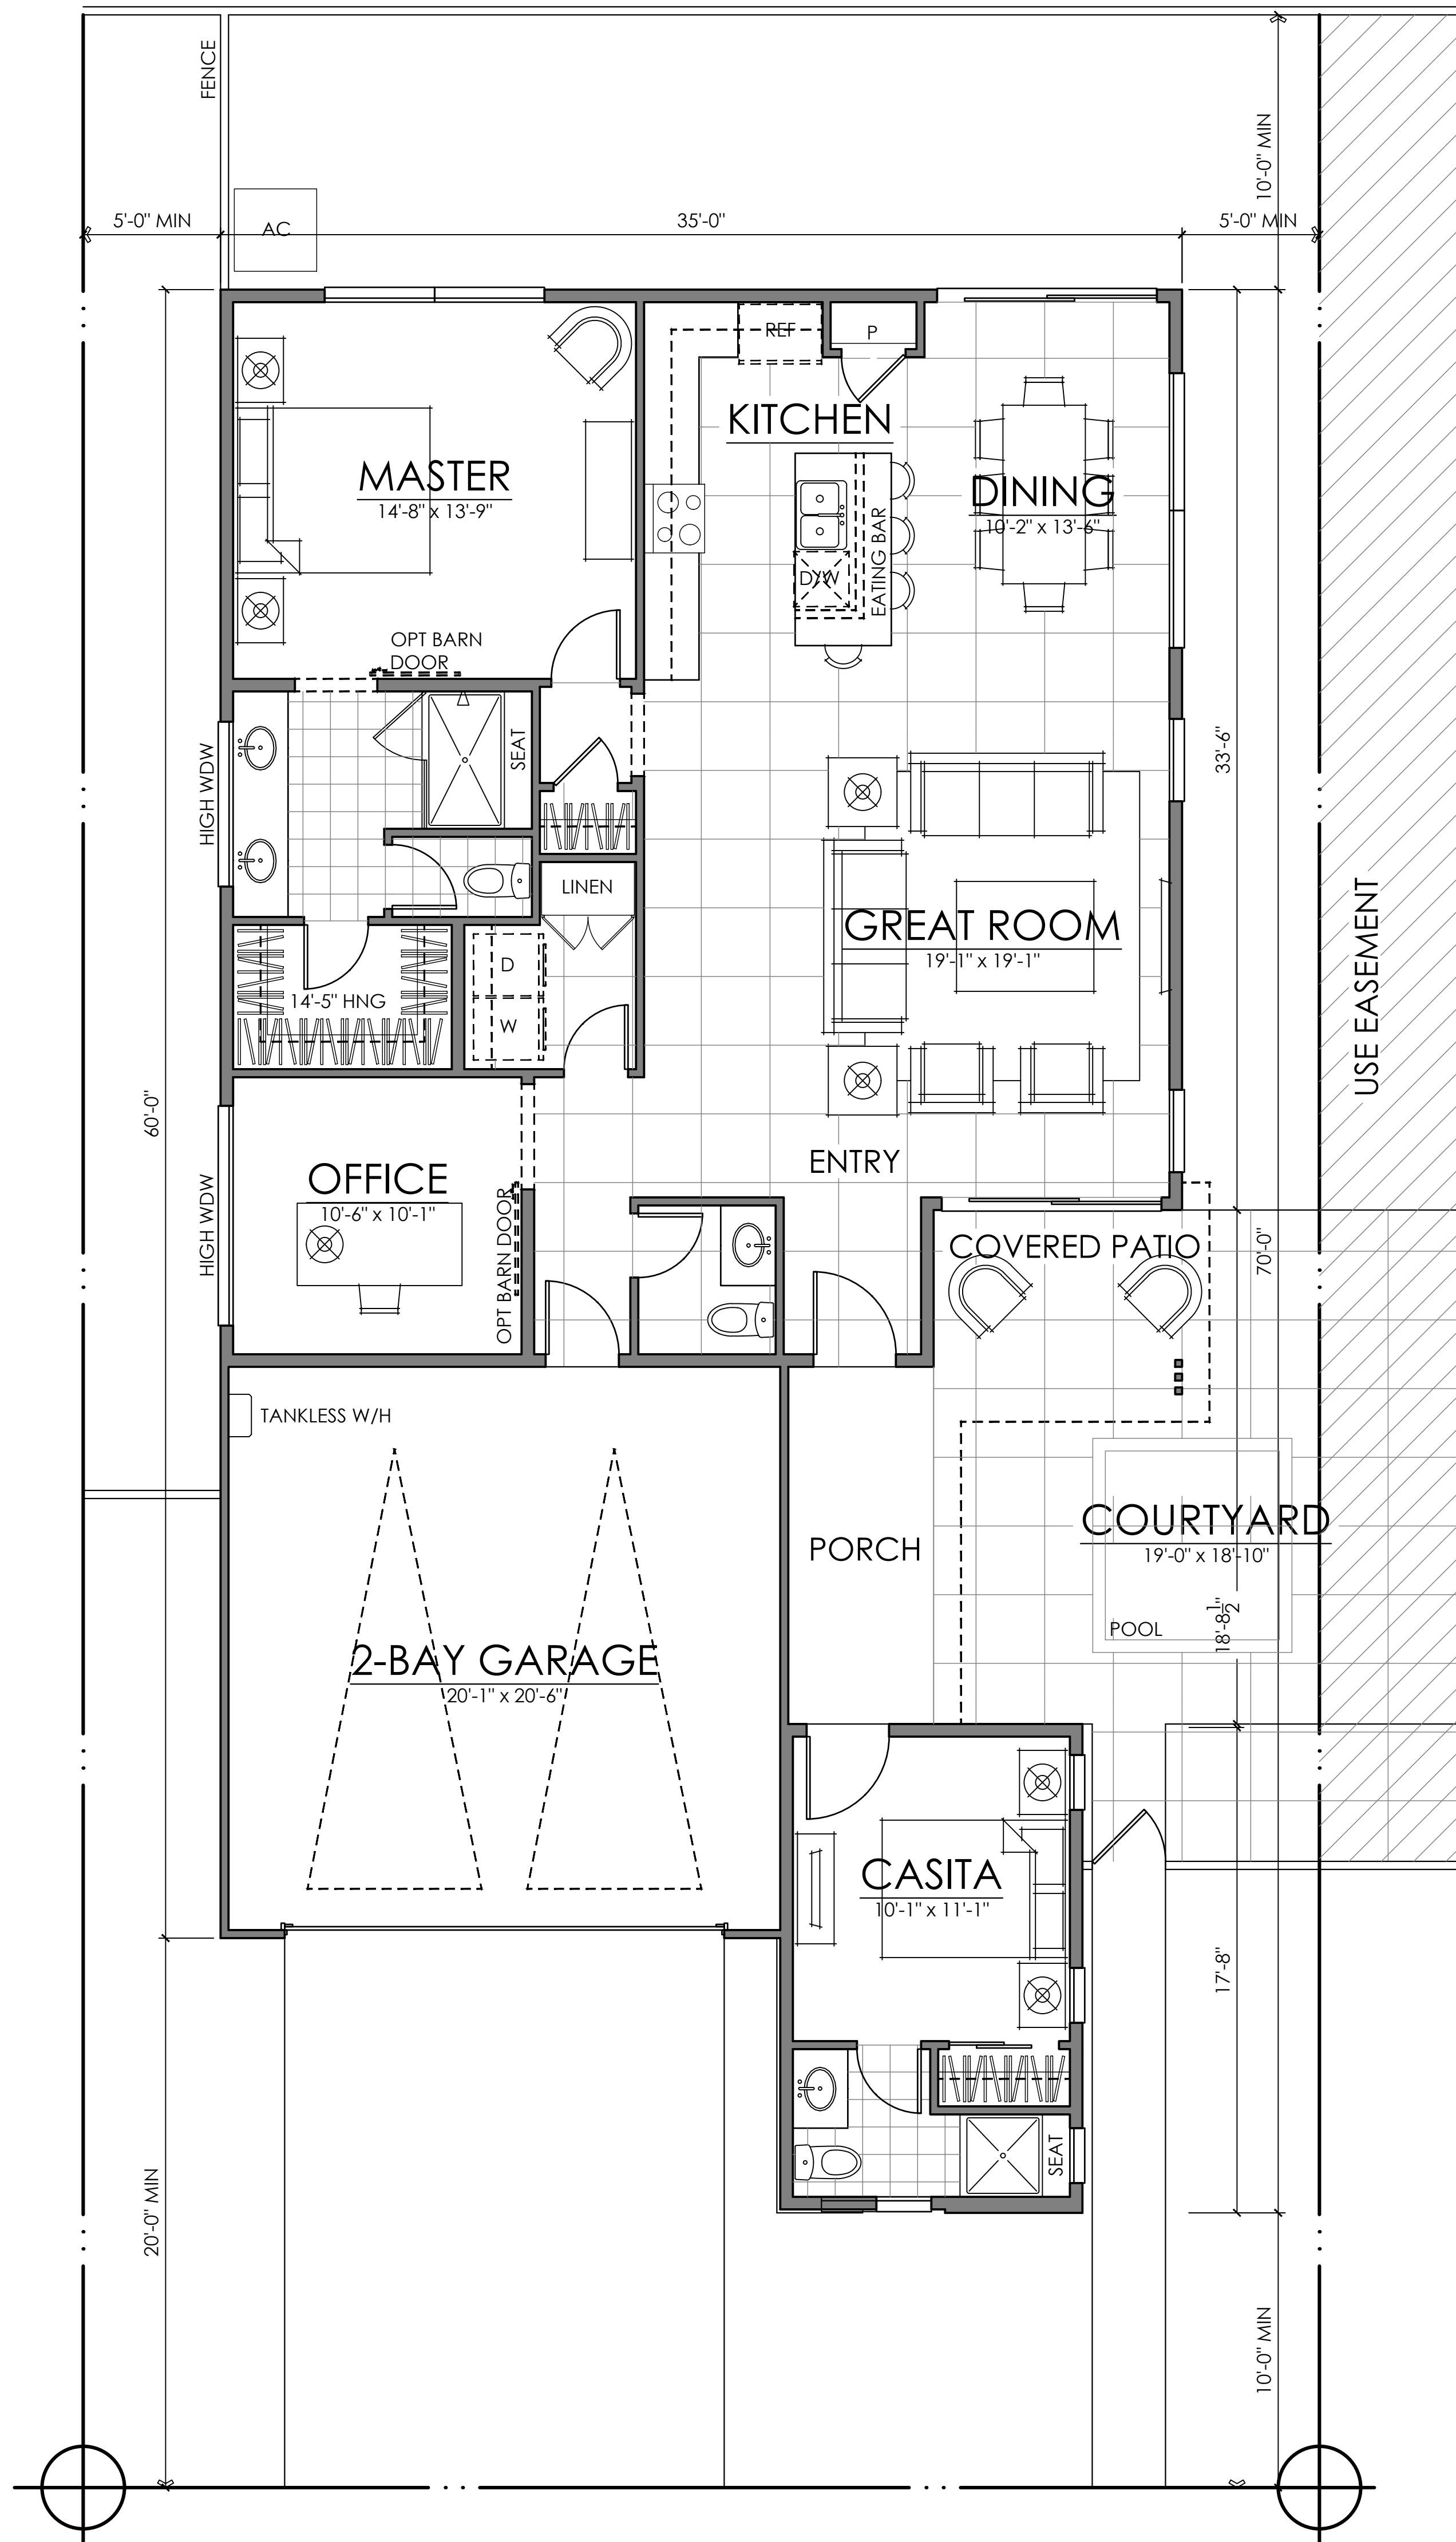 FENCE
10'-0" MIN
5'-0" MIN
35'-0"
5'-0" MIN
AC
REF
P
KITCHEN
MASTER
14'-8" x 13'-9"
DINING
10'-2" x 13'-6"
EATING BAR
D/W
OPT BARN
DOOR
HIGH WDW
SEAT
33'-6"
LINEN
GREAT ROOM
19'-1" x 19'-1"
D
W
14'-5" HNG
USE EASEMENT
60'-0"
ENTRY
OFFICE
10'-6" x 10'-1"
HIGH WDW
OPT BARN DOOR
COVERED PATIO
70'-0"
TANKLESS W/H
PORCH
COURTYARD
19'-0" x 18'-10"
POOL
18'-8 1/2"
2-BAY GARAGE
20'-1" x 20'-6"
CASITA
10'-1" x 11'-1"
17'-8"
SEAT
20'-0" MIN
10'-0" MIN